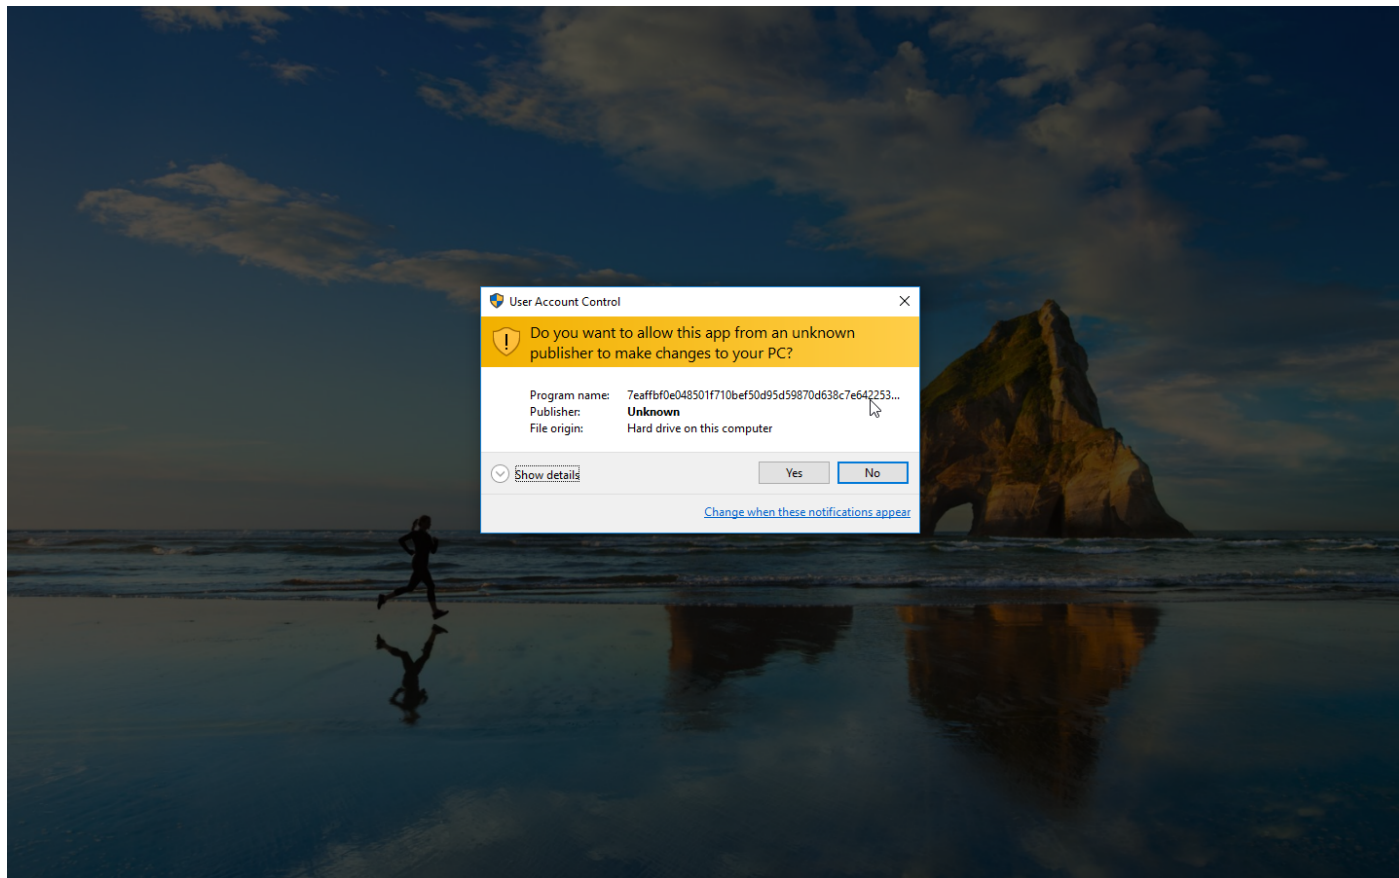 User Account Control
Do you want to allow this app from an unknown
publisher to make changes to your PC?
Program name: 7eaffbf0e048501f710bef50d95d59870d638c7e642253...
Publisher: Unknown
File origin: Hard drive on this computer
Show details Yes No
Change when these notifications appear